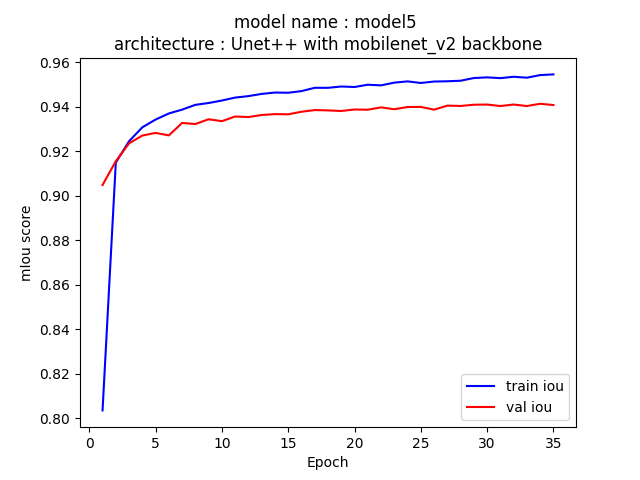 model name : model5
architecture : Unet++ with mobilenet_v2 backbone
0.96
0.94
0.92
0.90
0.88
0.86
0.84
0.82
0.80
mIou score
0 5 10 15 20 25 30 35
Epoch
train iou
val iou